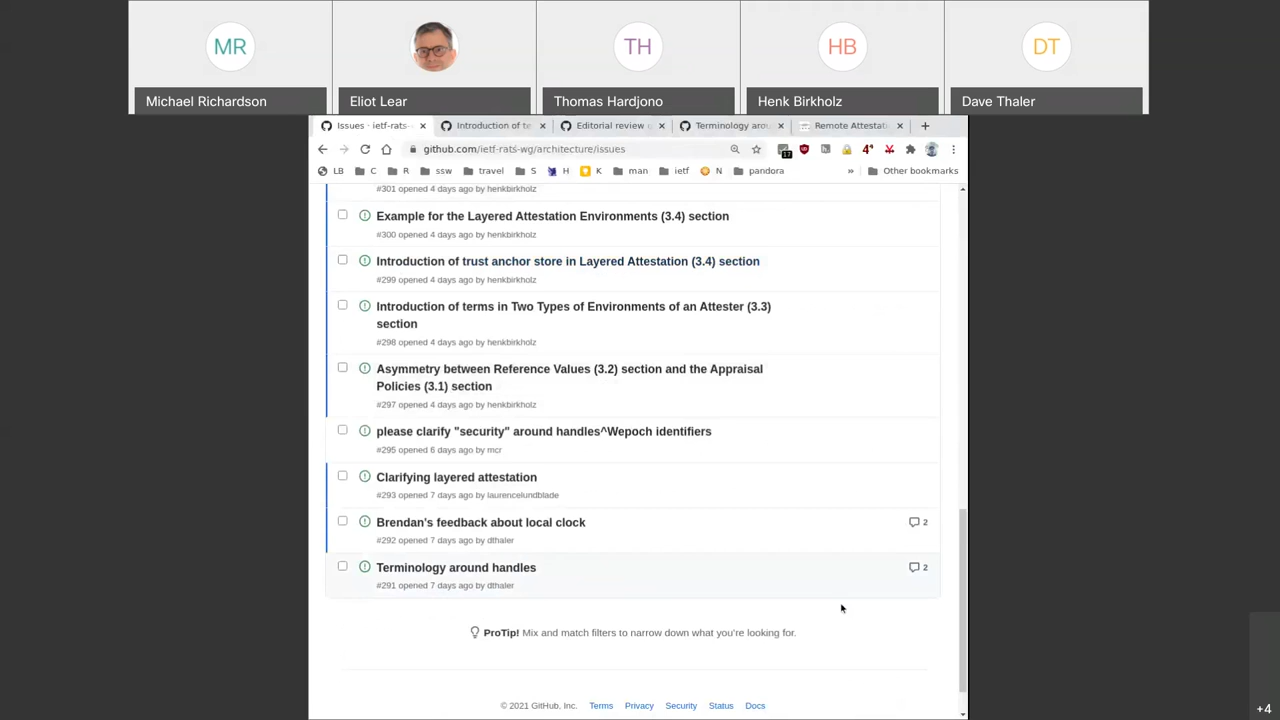 MR
TH
HB
DT
Michael Richardson
Eliot Lear
Thomas Hardjono
Henk Birkholz
Dave Thaler
Issues · ietf-rats-
Introduction of te
Editorial review
Terminology arou
Remote Attestati
github.com/ietf-rats-wg/architecture/issues
17
4°
LB
C
R
ssw
travel
S
H
K
man
ietf
N
pandora
»
Other bookmarks
#301 opened 4 days ago by henkbirkholz
Example for the Layered Attestation Environments (3.4) section
#300 opened 4 days ago by henkbirkholz
Introduction of trust anchor store in Layered Attestation (3.4) section
#299 opened 4 days ago by henkbirkholz
Introduction of terms in Two Types of Environments of an Attester (3.3)
section
#298 opened 4 days ago by henkbirkholz
Asymmetry between Reference Values (3.2) section and the Appraisal
Policies (3.1) section
#297 opened 4 days ago by henkbirkholz
please clarify "security" around handles^Wepoch identifiers
#295 opened 6 days ago by mcr
Clarifying layered attestation
#293 opened 7 days ago by laurencelundblade
Brendan's feedback about local clock
2
#292 opened 7 days ago by dthaler
Terminology around handles
2
#291 opened 7 days ago by dthaler
ProTip! Mix and match filters to narrow down what you're looking for.
© 2021 GitHub, Inc.
Terms
Privacy
Security
Status
Docs
+4